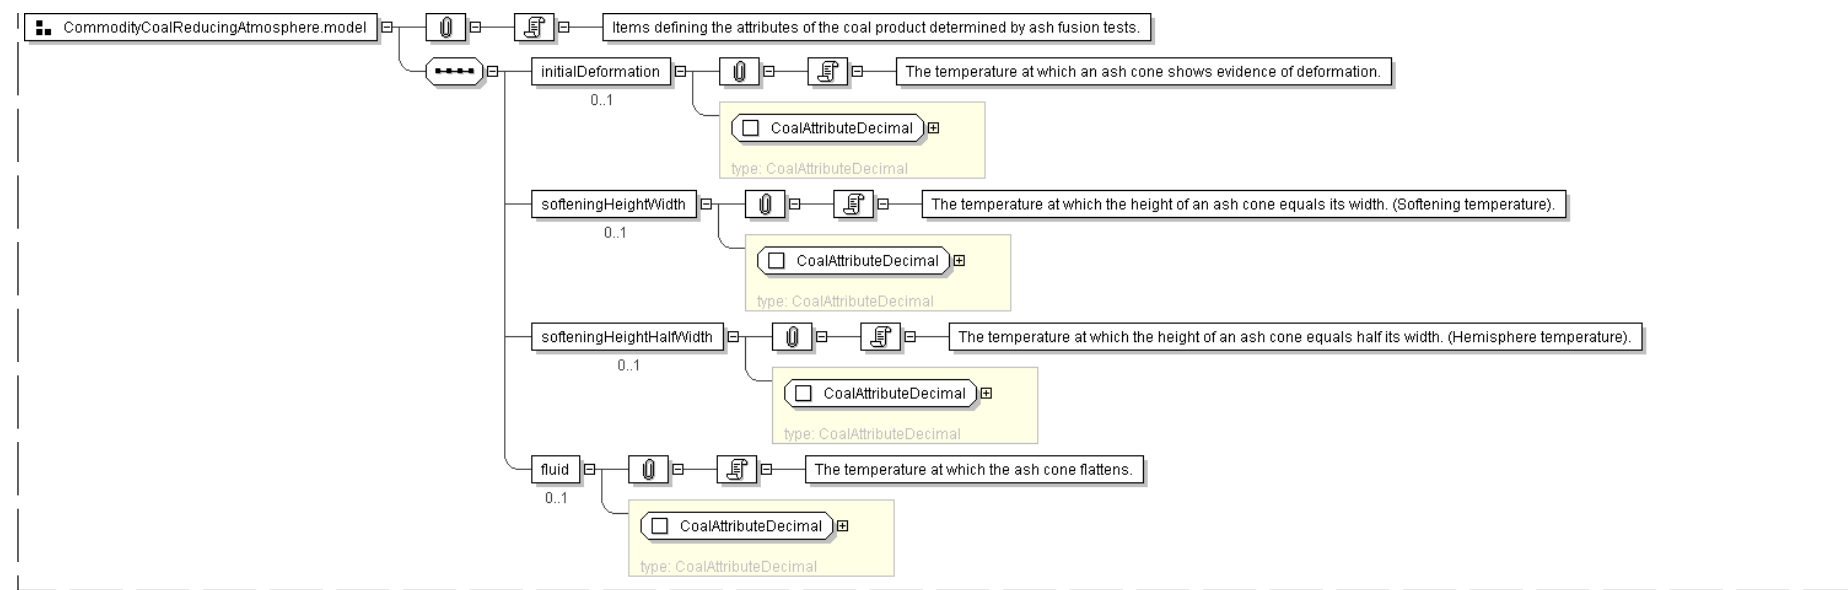 CommodityCoalReducingAtmosphere.model
Items defining the attributes of the coal product determined by ash fusion tests.
initialDeformation
The temperature at which an ash cone shows evidence of deformation.
0..1
CoalAttributeDecimal
type: CoalAttributeDecimal
softeningHeightWidth
The temperature at which the height of an ash cone equals its width. (Softening temperature).
0..1
CoalAttributeDecimal
type: CoalAttributeDecimal
softeningHeightHalfWidth
The temperature at which the height of an ash cone equals half its width. (Hemisphere temperature).
0..1
CoalAttributeDecimal
type: CoalAttributeDecimal
fluid
The temperature at which the ash cone flattens.
0..1
CoalAttributeDecimal
type: CoalAttributeDecimal